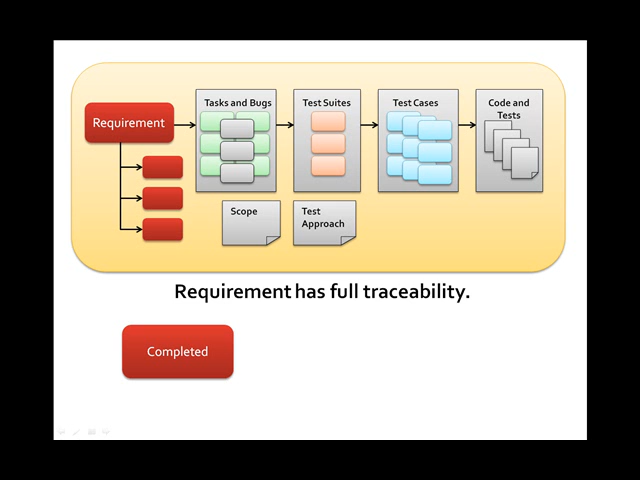 Requirement
Tasks and Bugs
Test Suites
Test Cases
Code and
Tests
Scope
Test
Approach
Requirement has full traceability.
Completed